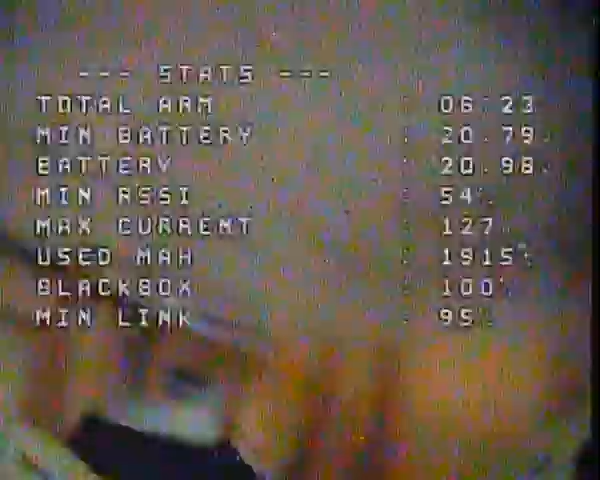 --- STATS ---
TOTAL ARM : 06:23
MIN BATTERY : 20.79
BATTERY : 20.98
MIN RSSI : 54%
MAX CURRENT : 127
USED MAH : 1915
BLACKBOX : 100%
MIN LINK : 95